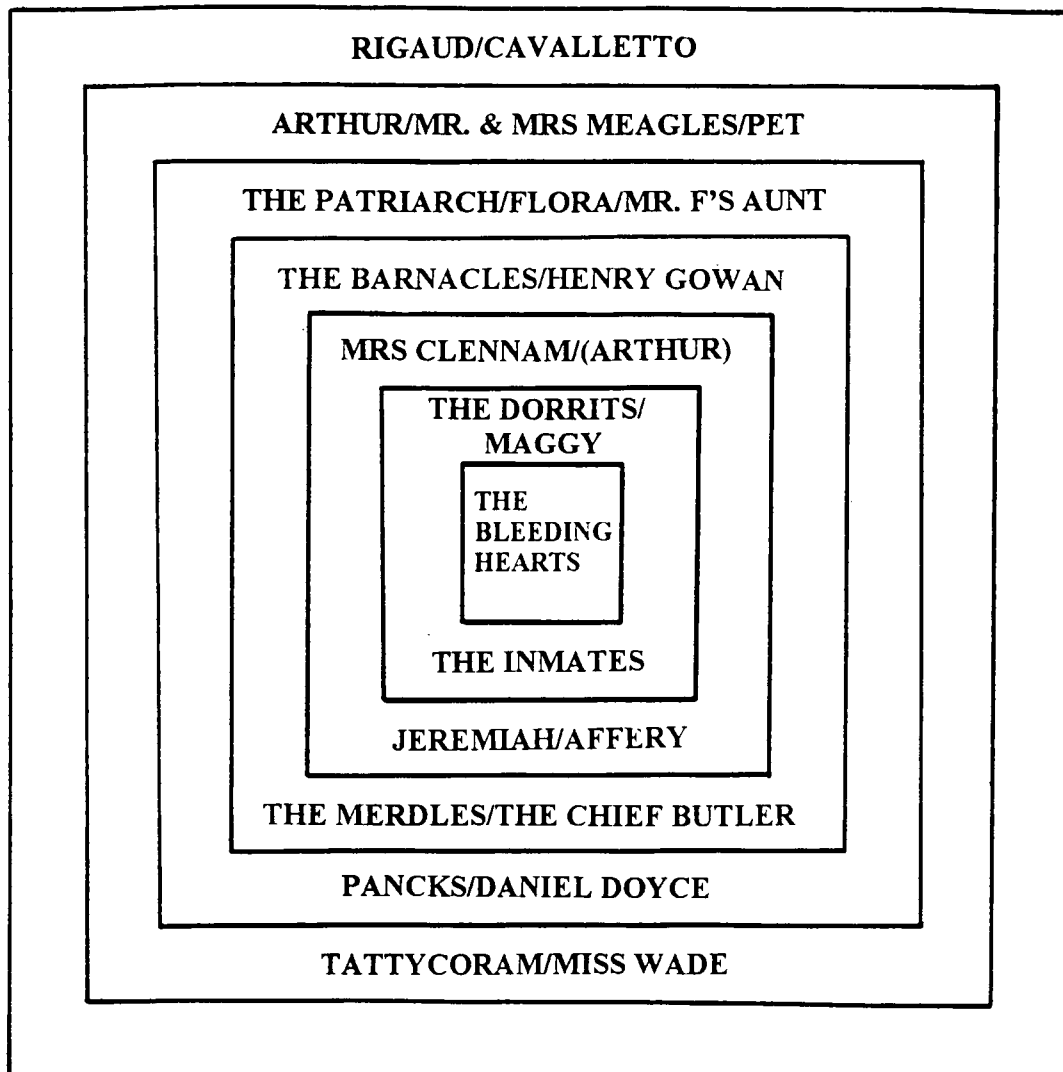 RIGAUD/CAVALLETTO
ARTHUR/MR. & MRS MEAGLES/PET
THE PATRIARCH/FLORA/MR. F'S AUNT
THE BARNACLES/HENRY GOWAN
MRS CLENNAM/(ARTHUR)
THE DORRITS/
MAGGY
THE
BLEEDING
HEARTS
THE INMATES
JEREMIAH/AFFERY
THE MERDLES/THE CHIEF BUTLER
PANCKS/DANIEL DOYCE
TATTYCORAM/MISS WADE